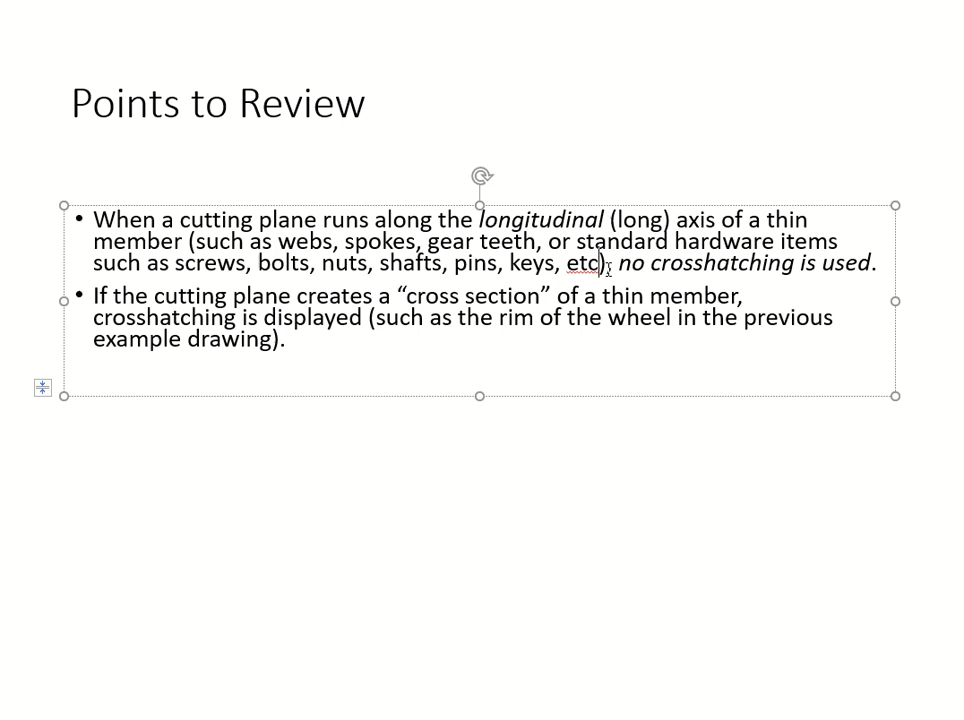 Points to Review
• When a cutting plane runs along the longitudinal (long) axis of a thin
member (such as webs, spokes, gear teeth, or standard hardware items
such as screws, bolts, nuts, shafts, pins, keys, etc), no crosshatching is used.
• If the cutting plane creates a “cross section” of a thin member,
crosshatching is displayed (such as the rim of the wheel in the previous
example drawing).